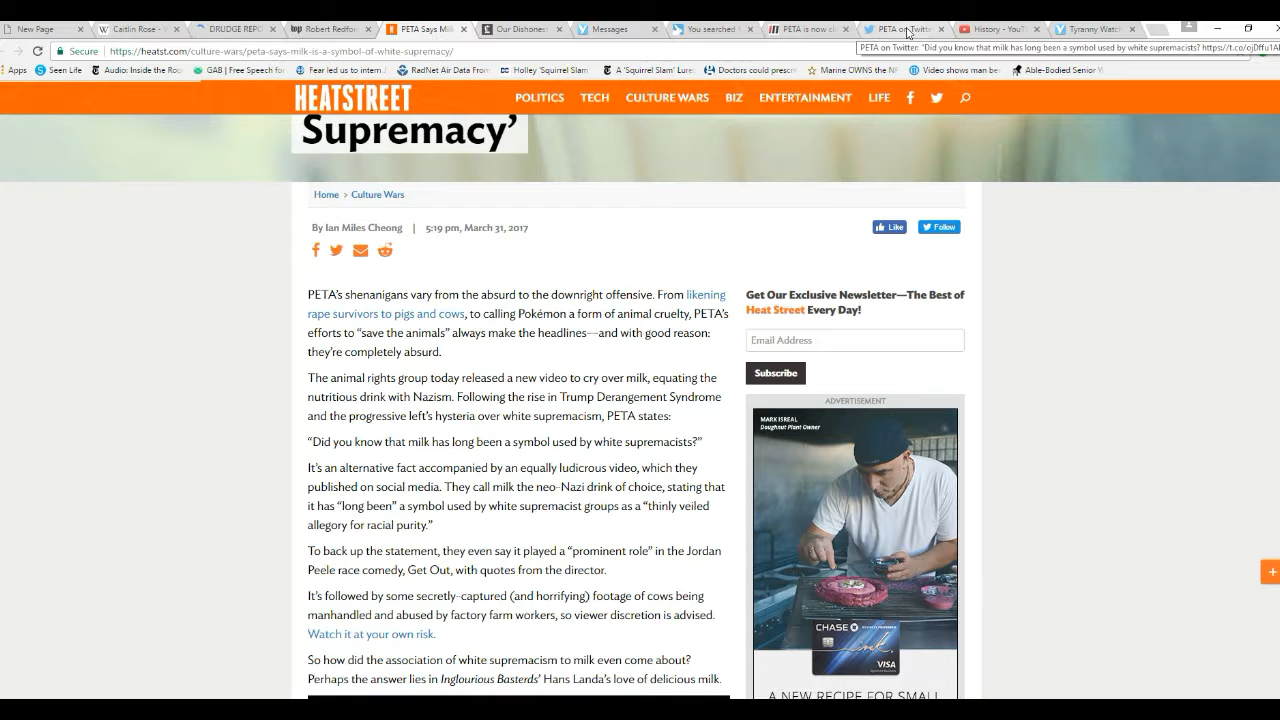 New Page
Caitlin Rose -
DRUDGE REPO
Robert Redfor
PETA Says Milk
Our Dishonest
Messages
You searched f
PETA is now cl
PETA on Twitte
History - YouT
Tyranny Watch
Secure
https://heatst.com/culture-wars/peta-says-milk-is-a-symbol-of-white-supremacy/
PETA on Twitter: "Did you know that milk has long been a symbol used by white supremacists? https://t.co/
Apps
Seen Life
Audio: Inside the Roo
GAB | Free Speech for
Fear led us to intern J
RadNet Air Data From
Holley 'Squirrel Slam
A 'Squirrel Slam' Lure
Doctors could prescri
Marine OWNS the NF
Video shows man be
Able-Bodied Senior W
HEATSTREET
POLITICS
TECH
CULTURE WARS
BIZ
ENTERTAINMENT
LIFE
Supremacy’
Home > Culture Wars
By Ian Miles Cheong | 5:19 pm, March 31, 2017
Like
Follow
PETA’s shenanigans vary from the absurd to the downright offensive. From likening
rape survivors to pigs and cows, to calling Pokémon a form of animal cruelty, PETA’s
efforts to “save the animals” always make the headlines—and with good reason:
they’re completely absurd.
The animal rights group today released a new video to cry over milk, equating the
nutritious drink with Nazism. Following the rise in Trump Derangement Syndrome
and the progressive left’s hysteria over white supremacism, PETA states:
“Did you know that milk has long been a symbol used by white supremacists?”
It’s an alternative fact accompanied by an equally ludicrous video, which they
published on social media. They call milk the neo-Nazi drink of choice, stating that
it has “long been” a symbol used by white supremacist groups as a “thinly veiled
allegory for racial purity.”
To back up the statement, they even say it played a “prominent role” in the Jordan
Peele race comedy, Get Out, with quotes from the director.
It’s followed by some secretly-captured (and horrifying) footage of cows being
manhandled and abused by factory farm workers, so viewer discretion is advised.
Watch it at your own risk.
So how did the association of white supremacism to milk even come about?
Perhaps the answer lies in Inglourious Basterds’ Hans Landa’s love of delicious milk.
Get Our Exclusive Newsletter—The Best of
Heat Street Every Day!
Email Address
Subscribe
ADVERTISEMENT
MARK ISREAL
Doughnut Plant Owner
CHASE
ink
VISA
A NEW RECIPE FOR SMALL